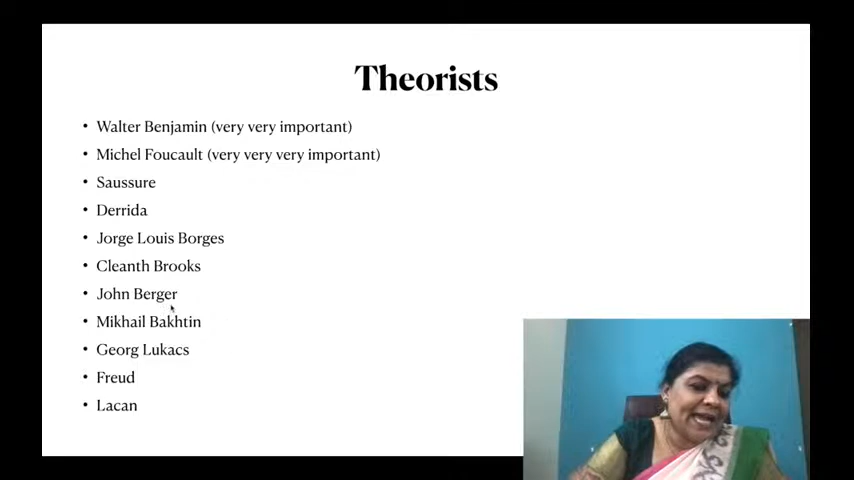 Theorists
• Walter Benjamin (very very important)
• Michel Foucault (very very very important)
• Saussure
• Derrida
• Jorge Louis Borges
• Cleanth Brooks
• John Berger
• Mikhail Bakhtin
• Georg Lukacs
• Freud
• Lacan